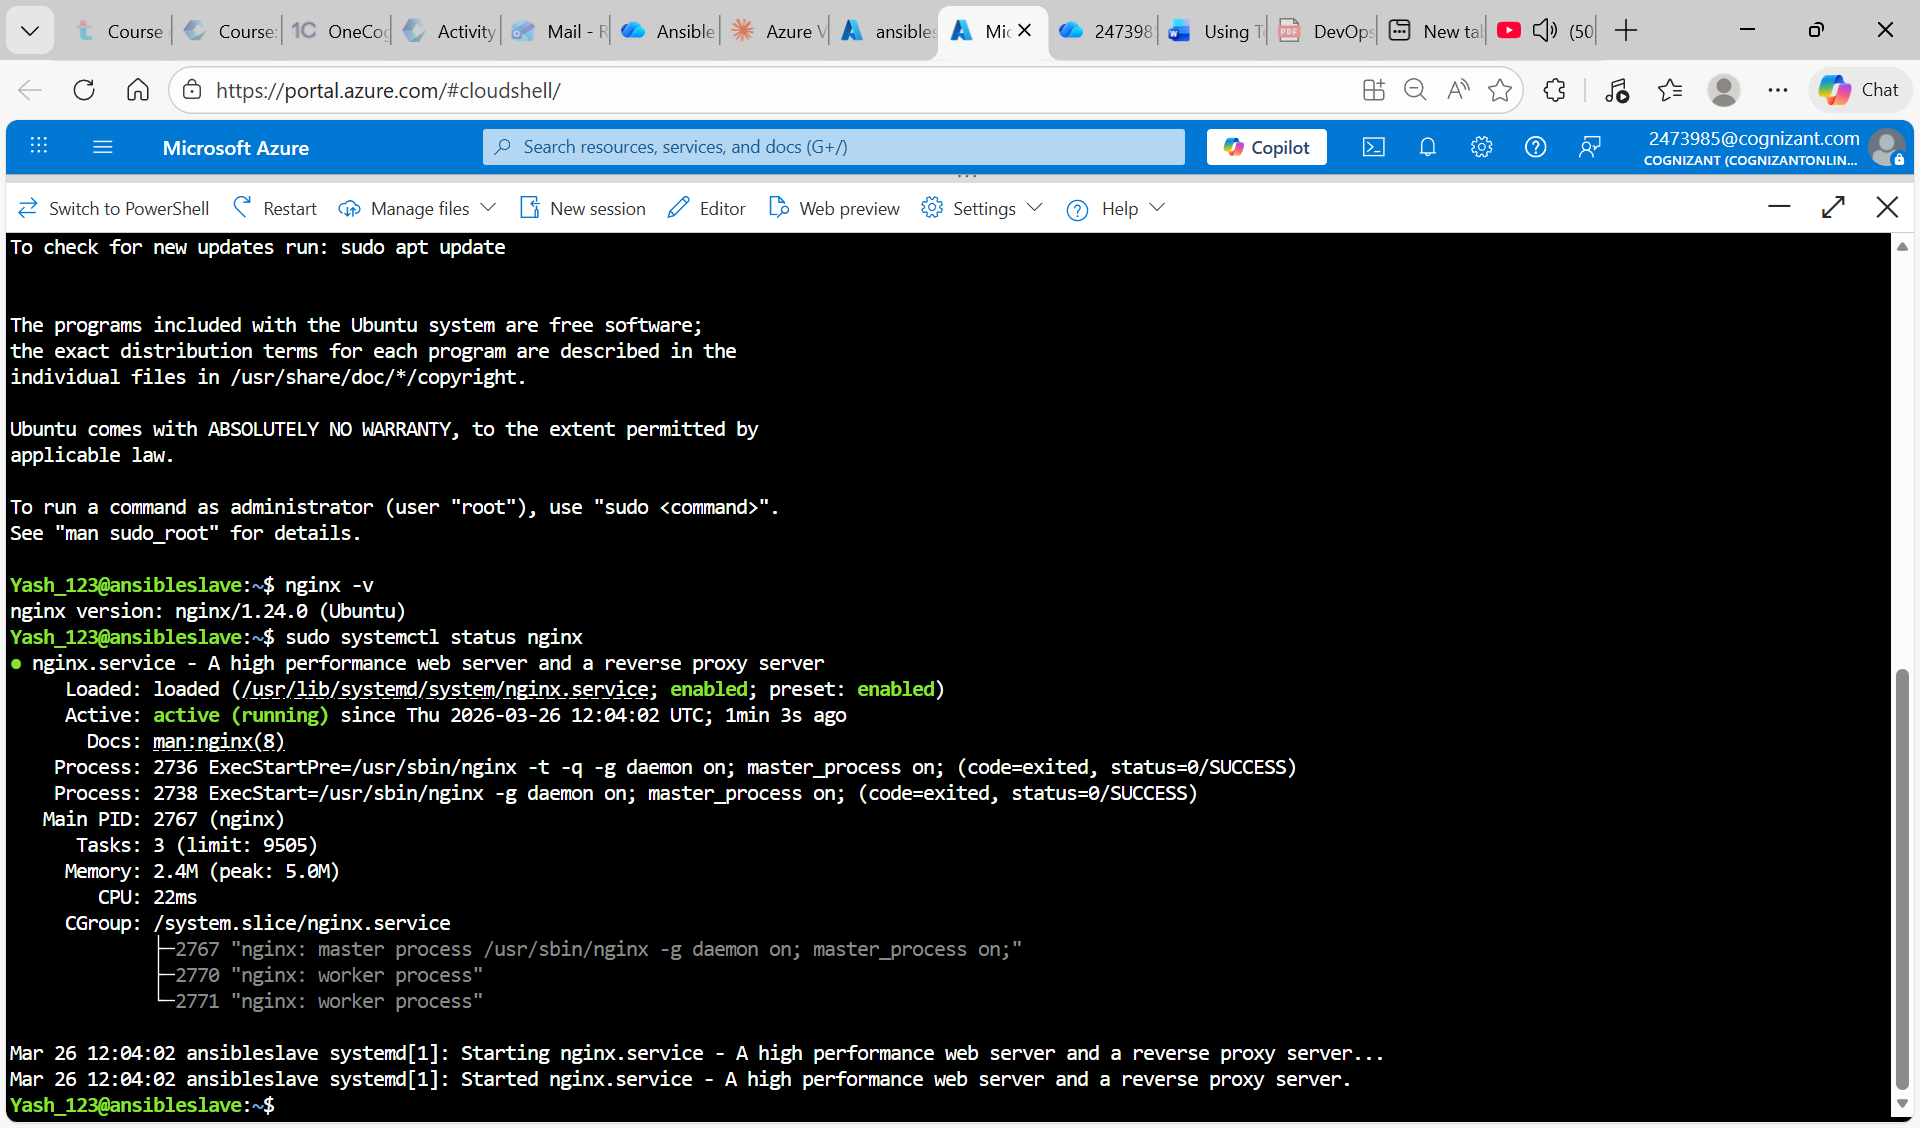 Course
Course:
1C OneCog
Activity
Mail - R
Ansible
Azure V
ansibles
Mic
247398
Using Te
PDF DevOps
New tab
(50
https://portal.azure.com/#cloudshell/
Chat
Microsoft Azure
Search resources, services, and docs (G+/)
Copilot
2473985@cognizant.com
COGNIZANT (COGNIZANTONLIN...
Switch to PowerShell
Restart
Manage files
New session
Editor
Web preview
Settings
Help
To check for new updates run: sudo apt update
The programs included with the Ubuntu system are free software;
the exact distribution terms for each program are described in the
individual files in /usr/share/doc/*/copyright.
Ubuntu comes with ABSOLUTELY NO WARRANTY, to the extent permitted by
applicable law.
To run a command as administrator (user "root"), use "sudo <command>".
See "man sudo_root" for details.
Yash_123@ansibleslave:~$ nginx -v
nginx version: nginx/1.24.0 (Ubuntu)
Yash_123@ansibleslave:~$ sudo systemctl status nginx
● nginx.service - A high performance web server and a reverse proxy server
Loaded: loaded (/usr/lib/systemd/system/nginx.service; enabled; preset: enabled)
Active: active (running) since Thu 2026-03-26 12:04:02 UTC; 1min 3s ago
Docs: man:nginx(8)
Process: 2736 ExecStartPre=/usr/sbin/nginx -t -q -g daemon on; master_process on; (code=exited, status=0/SUCCESS)
Process: 2738 ExecStart=/usr/sbin/nginx -g daemon on; master_process on; (code=exited, status=0/SUCCESS)
Main PID: 2767 (nginx)
Tasks: 3 (limit: 9505)
Memory: 2.4M (peak: 5.0M)
CPU: 22ms
CGroup: /system.slice/nginx.service
├─2767 "nginx: master process /usr/sbin/nginx -g daemon on; master_process on;"
├─2770 "nginx: worker process"
└─2771 "nginx: worker process"
Mar 26 12:04:02 ansibleslave systemd[1]: Starting nginx.service - A high performance web server and a reverse proxy server...
Mar 26 12:04:02 ansibleslave systemd[1]: Started nginx.service - A high performance web server and a reverse proxy server.
Yash_123@ansibleslave:~$